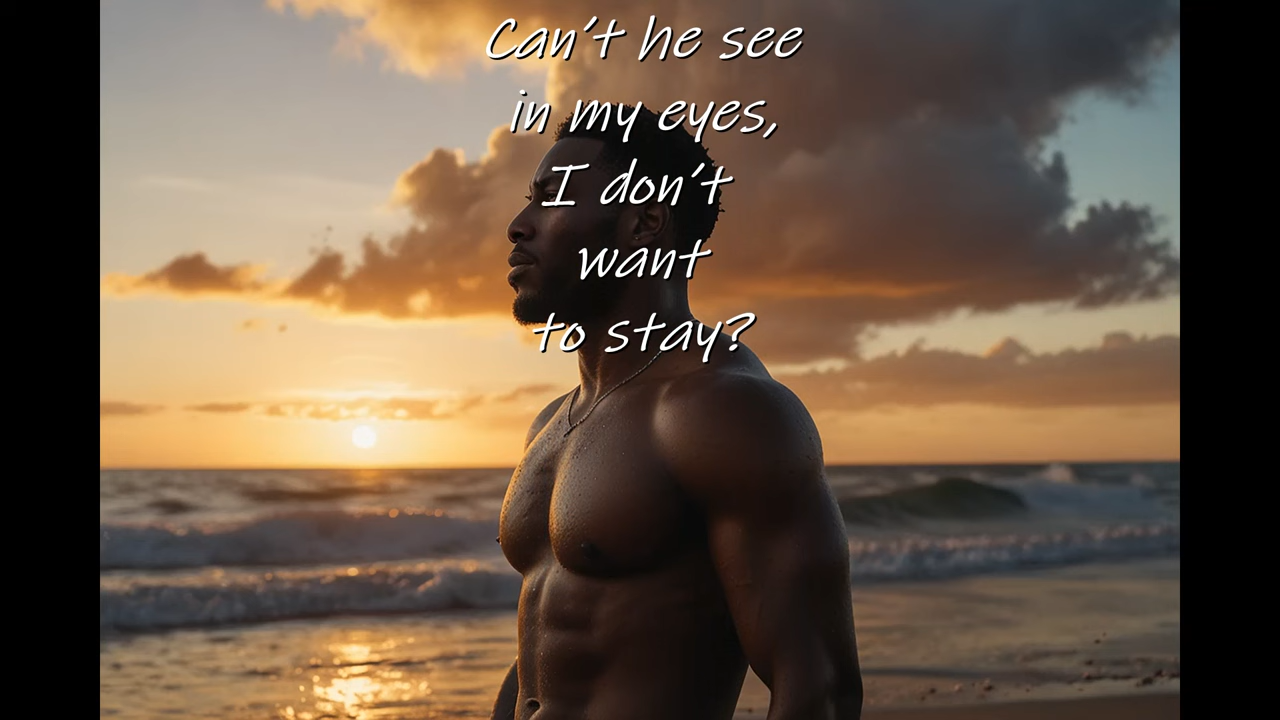 Can't he see
in my eyes,
I don't
want
to stay?